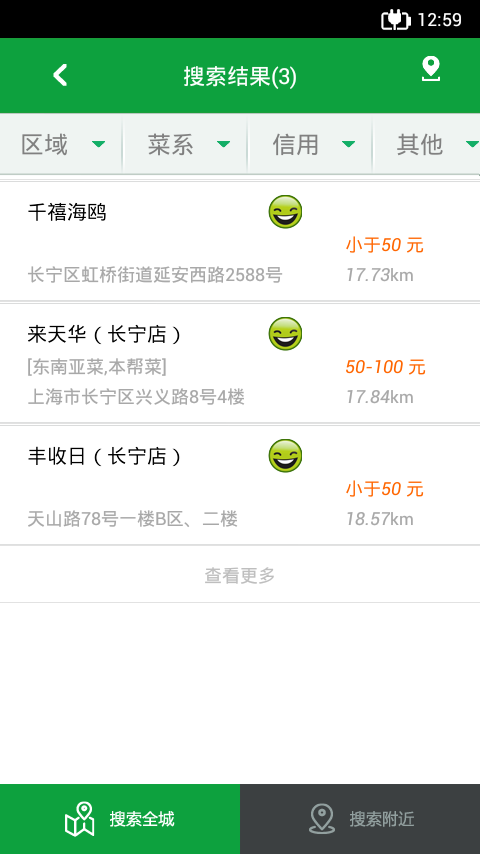 12:59
搜索结果(3)
区域 菜系 信用 其他
千禧海鸥
小于50 元
长宁区虹桥街道延安西路2588号 17.73km
来天华（长宁店）
[东南亚菜,本帮菜] 50-100 元
上海市长宁区兴义路8号4楼 17.84km
丰收日（长宁店）
小于50 元
天山路78号一楼B区、二楼 18.57km
查看更多
搜索全城 搜索附近